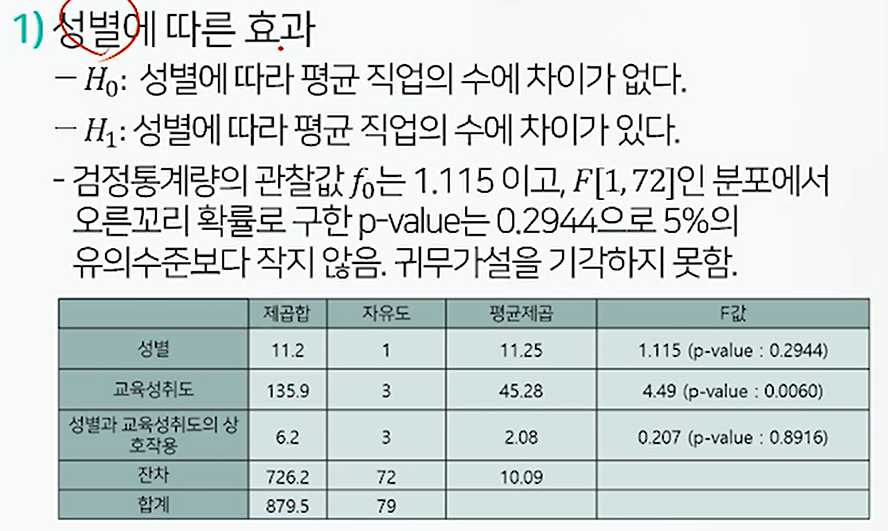 1) 성별에 따른 효과
– H₀: 성별에 따라 평균 직업의 수에 차이가 없다.
– H₁: 성별에 따라 평균 직업의 수에 차이가 있다.
- 검정통계량의 관찰값 f₀는 1.115 이고, F[1, 72]인 분포에서
오른꼬리 확률로 구한 p-value는 0.2944으로 5%의
유의수준보다 작지 않음. 귀무가설을 기각하지 못함.
제곱합 자유도 평균제곱 F값
성별 11.2 1 11.25 1.115 (p-value : 0.2944)
교육성취도 135.9 3 45.28 4.49 (p-value : 0.0060)
성별과 교육성취도의 상
호작용 6.2 3 2.08 0.207 (p-value : 0.8916)
잔차 726.2 72 10.09
합계 879.5 79